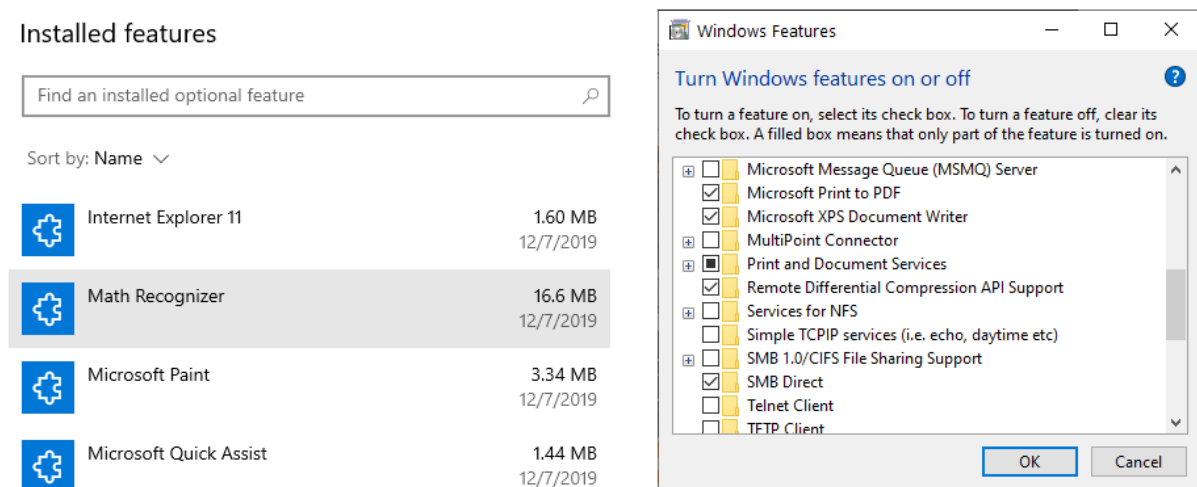 Installed features
Find an installed optional feature
Sort by: Name
Internet Explorer 11
1.60 MB
12/7/2019
Math Recognizer
16.6 MB
12/7/2019
Microsoft Paint
3.34 MB
12/7/2019
Microsoft Quick Assist
1.44 MB
12/7/2019
Windows Features
Turn Windows features on or off
?
To turn a feature on, select its check box. To turn a feature off, clear its
check box. A filled box means that only part of the feature is turned on.
Microsoft Message Queue (MSMQ) Server
Microsoft Print to PDF
Microsoft XPS Document Writer
MultiPoint Connector
Print and Document Services
Remote Differential Compression API Support
Services for NFS
Simple TCPIP services (i.e. echo, daytime etc)
SMB 1.0/CIFS File Sharing Support
SMB Direct
Telnet Client
TFTP Client
OK
Cancel